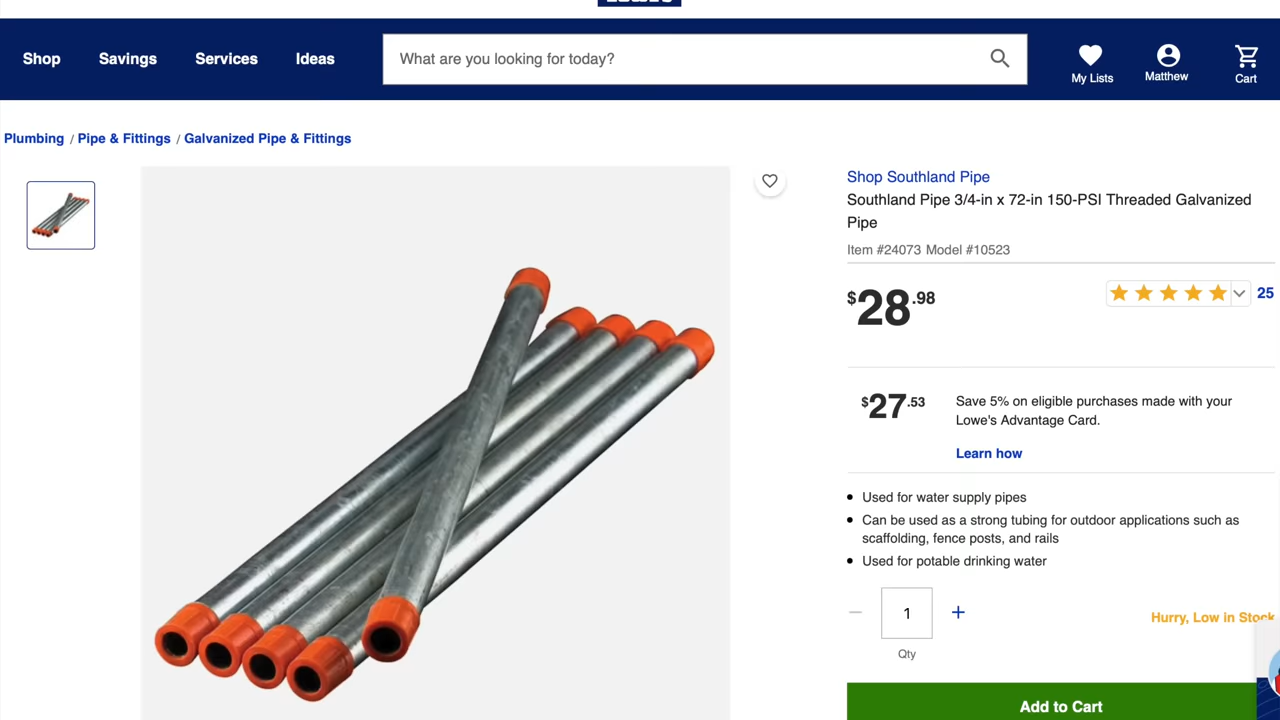 Shop
Savings
Services
Ideas
What are you looking for today?
My Lists
Matthew
Cart
Plumbing / Pipe & Fittings / Galvanized Pipe & Fittings
Shop Southland Pipe
Southland Pipe 3/4-in x 72-in 150-PSI Threaded Galvanized
Pipe
Item #24073 Model #10523
$28.98
25
$27.53
Save 5% on eligible purchases made with your
Lowe's Advantage Card.
Learn how
Used for water supply pipes
Can be used as a strong tubing for outdoor applications such as
scaffolding, fence posts, and rails
Used for potable drinking water
1
Qty
Hurry, Low in Stock
Add to Cart